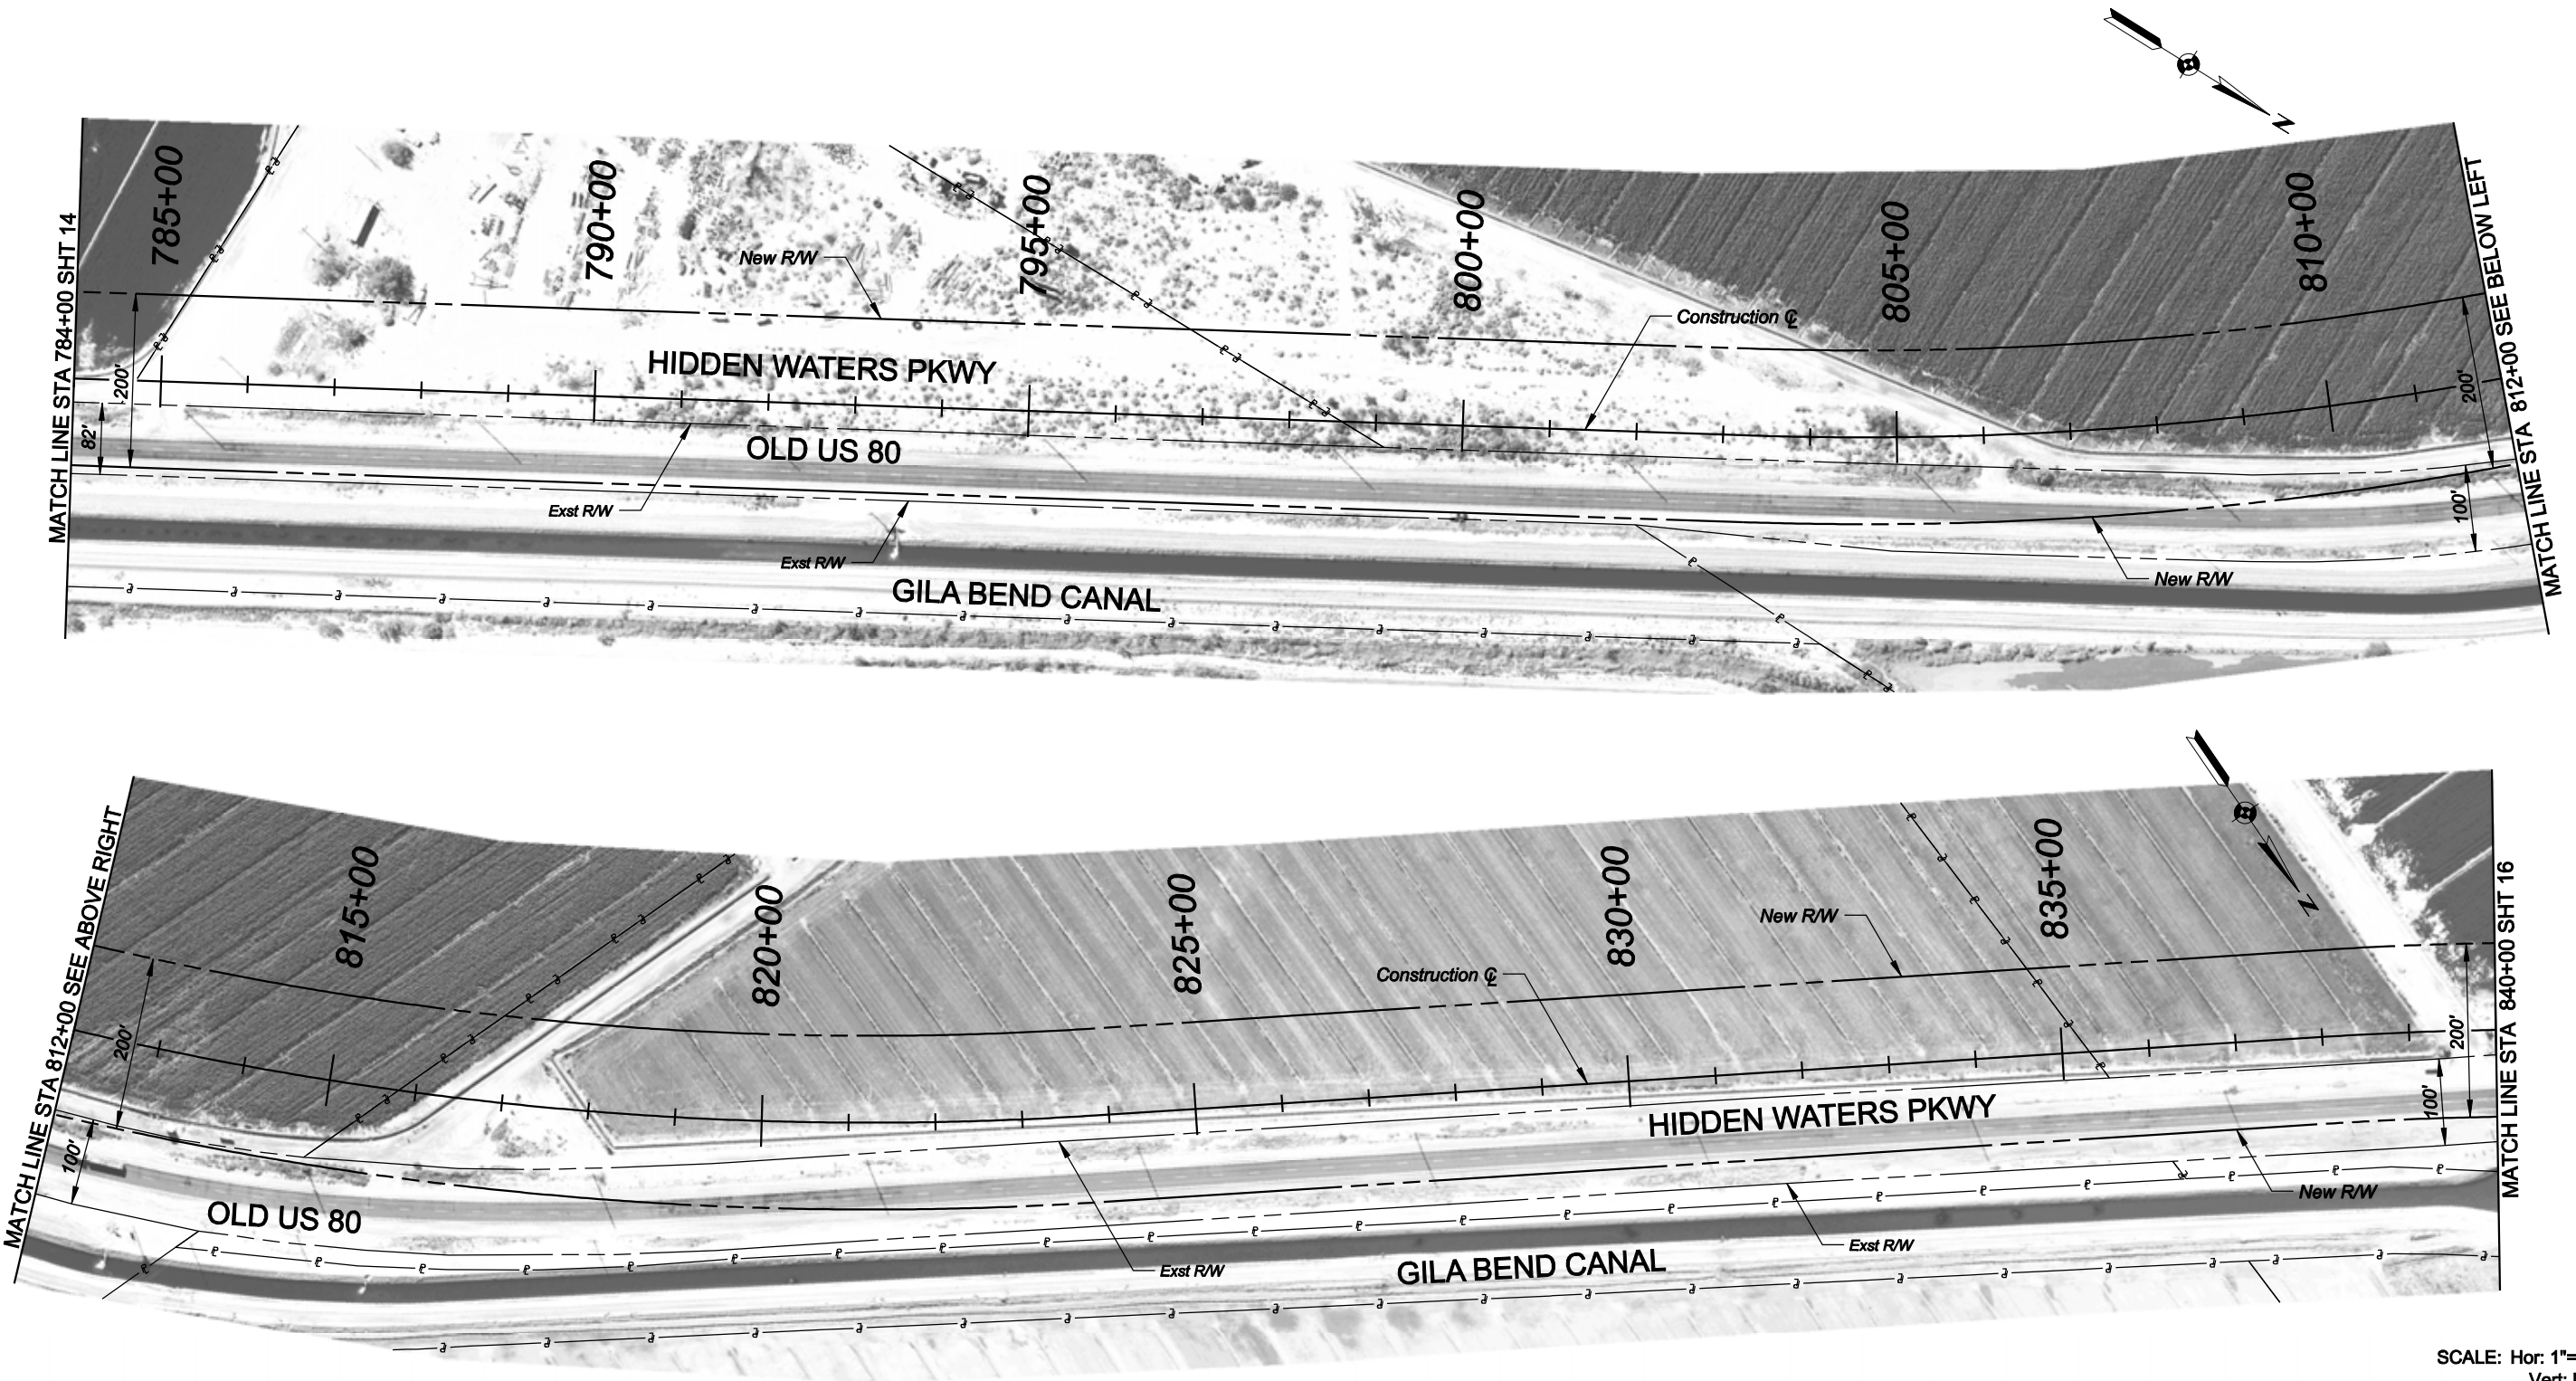 N
MATCH LINE STA 784+00 SHT 14
785+00
790+00
795+00
800+00
805+00
810+00
MATCH LINE STA 812+00 SEE BELOW LEFT
New R/W
Construction ℄
HIDDEN WATERS PKWY
200'
200'
82'
OLD US 80
Exst R/W
100'
Exst R/W
New R/W
GILA BEND CANAL
N
MATCH LINE STA 812+00 SEE ABOVE RIGHT
815+00
820+00
825+00
830+00
835+00
MATCH LINE STA 840+00 SHT 16
New R/W
Construction ℄
200'
200'
HIDDEN WATERS PKWY
100'
100'
OLD US 80
New R/W
Exst R/W
Exst R/W
GILA BEND CANAL
SCALE: Hor: 1"=